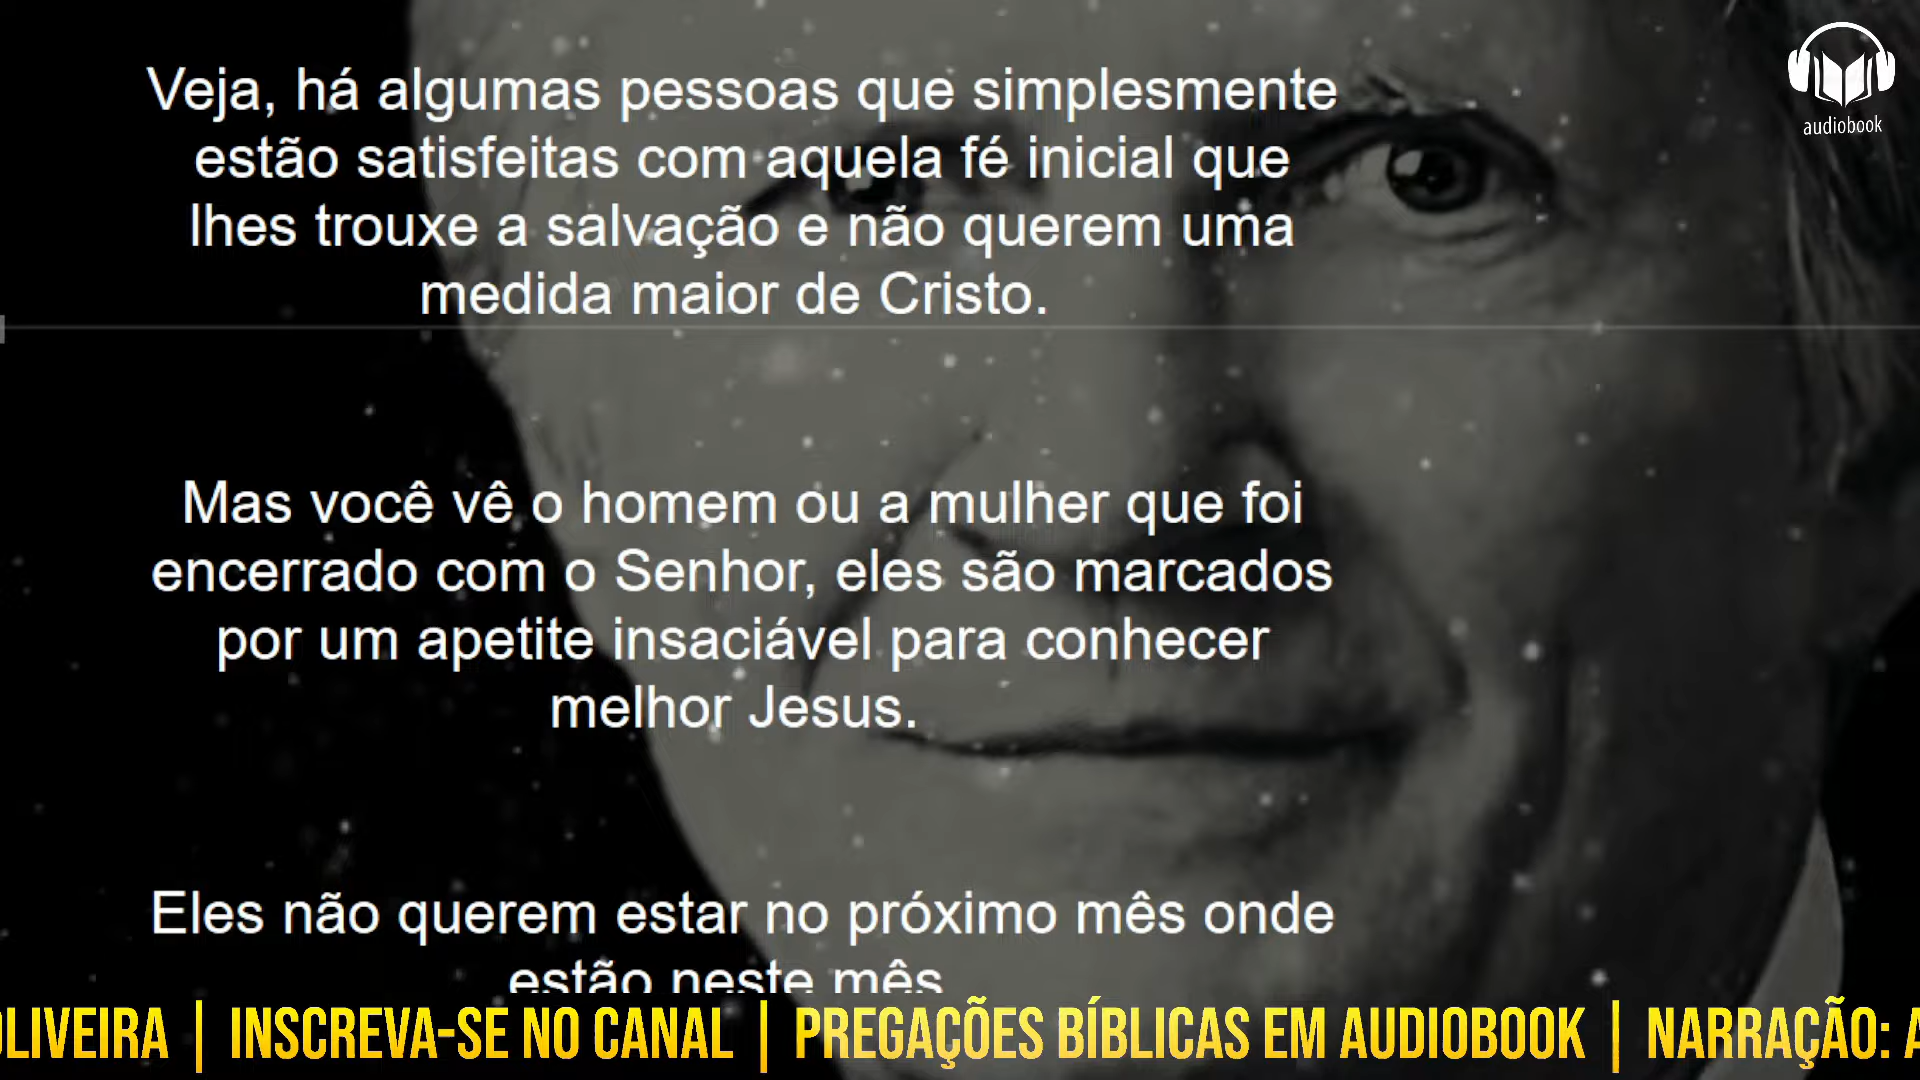 Veja, há algumas pessoas que simplesmente
estão satisfeitas com aquela fé inicial que
lhes trouxe a salvação e não querem uma
medida maior de Cristo.
audiobook
Mas você vê o homem ou a mulher que foi
encerrado com o Senhor, eles são marcados
por um apetite insaciável para conhecer
melhor Jesus.
Eles não querem estar no próximo mês onde
estão neste mês
OLIVEIRA | INSCREVA-SE NO CANAL | PREGAÇÕES BÍBLICAS EM AUDIOBOOK | NARRAÇÃO: A